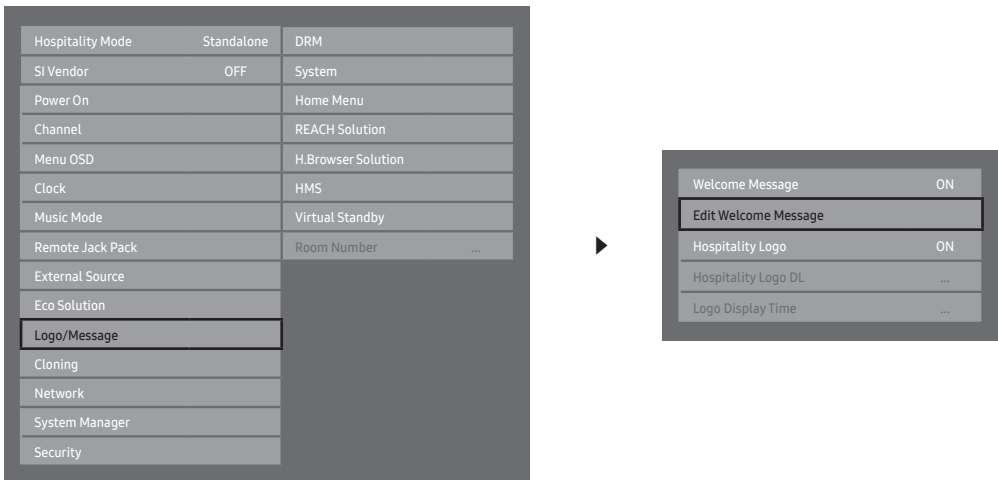 Hospitality Mode Standalone
SI Vendor OFF
Power On
Channel
Menu OSD
Clock
Music Mode
Remote Jack Pack
External Source
Eco Solution
Logo/Message
Cloning
Network
System Manager
Security
DRM
System
Home Menu
REACH Solution
H.Browser Solution
HMS
Virtual Standby
Room Number ...
Welcome Message ON
Edit Welcome Message
Hospitality Logo ON
Hospitality Logo DL ...
Logo Display Time ...